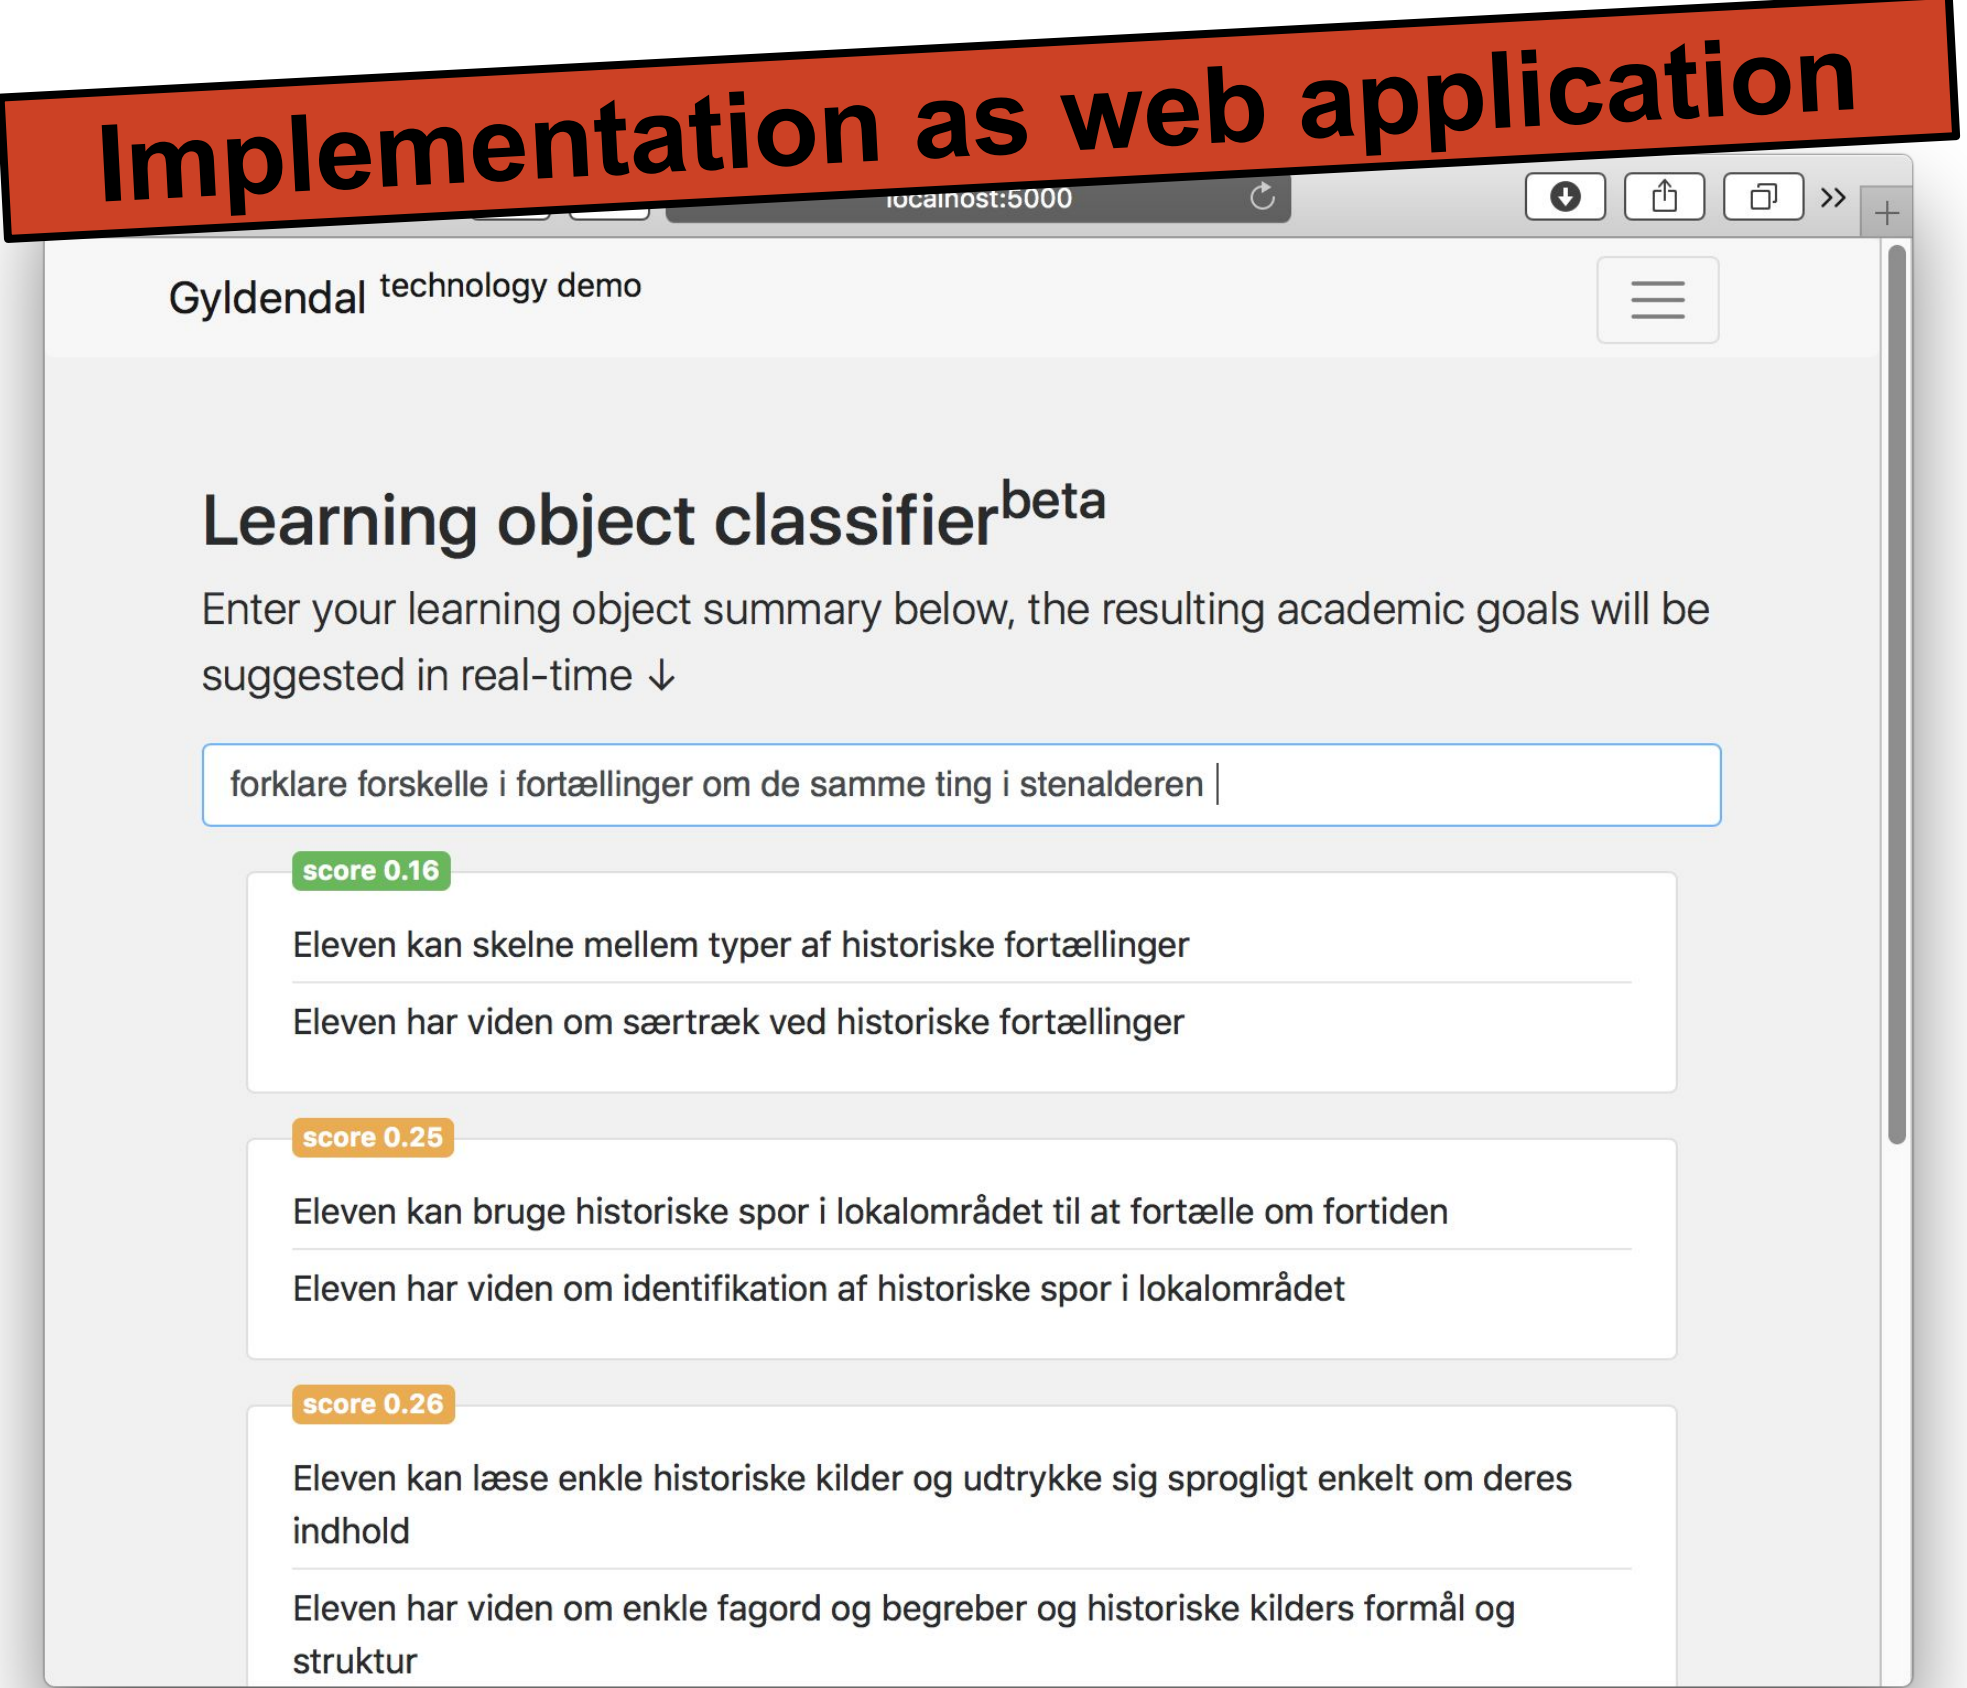 Implementation as web application
localhost:5000
Gyldendal technology demo
Learning object classifier beta
Enter your learning object summary below, the resulting academic goals will be
suggested in real-time ↓
forklare forskelle i fortællinger om de samme ting i stenalderen
score 0.16
Eleven kan skelne mellem typer af historiske fortællinger
Eleven har viden om særtræk ved historiske fortællinger
score 0.25
Eleven kan bruge historiske spor i lokalområdet til at fortælle om fortiden
Eleven har viden om identifikation af historiske spor i lokalområdet
score 0.26
Eleven kan læse enkle historiske kilder og udtrykke sig sprogligt enkelt om deres
indhold
Eleven har viden om enkle fagord og begreber og historiske kilders formål og
struktur